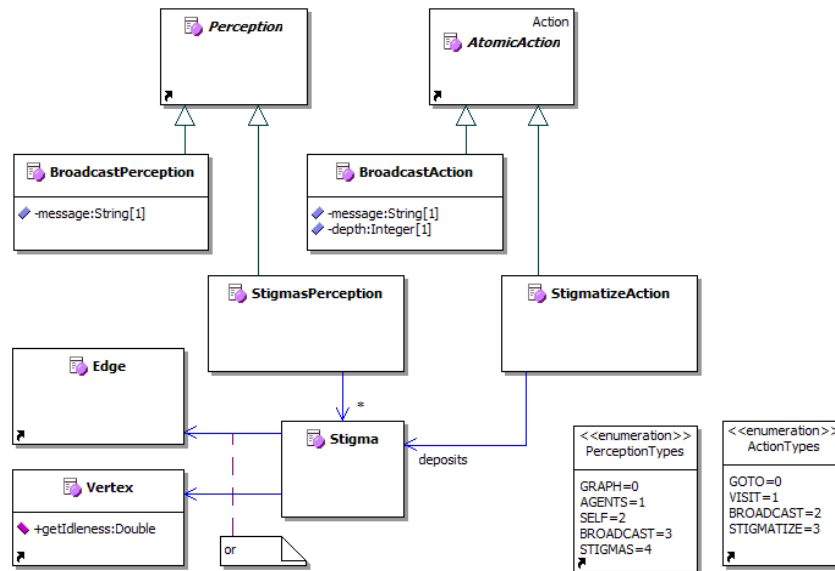 Perception
Action
AtomicAction
BroadcastPerception
-message:String[1]
BroadcastAction
-message:String[1]
-depth:Integer[1]
StigmasPerception
StigmatizeAction
Edge
*
Stigma
deposits
Vertex
+getIdleness:Double
or
<<enumeration>>
PerceptionTypes
GRAPH=0
AGENTS=1
SELF=2
BROADCAST=3
STIGMAS=4
<<enumeration>>
ActionTypes
GOTO=0
VISIT=1
BROADCAST=2
STIGMATIZE=3